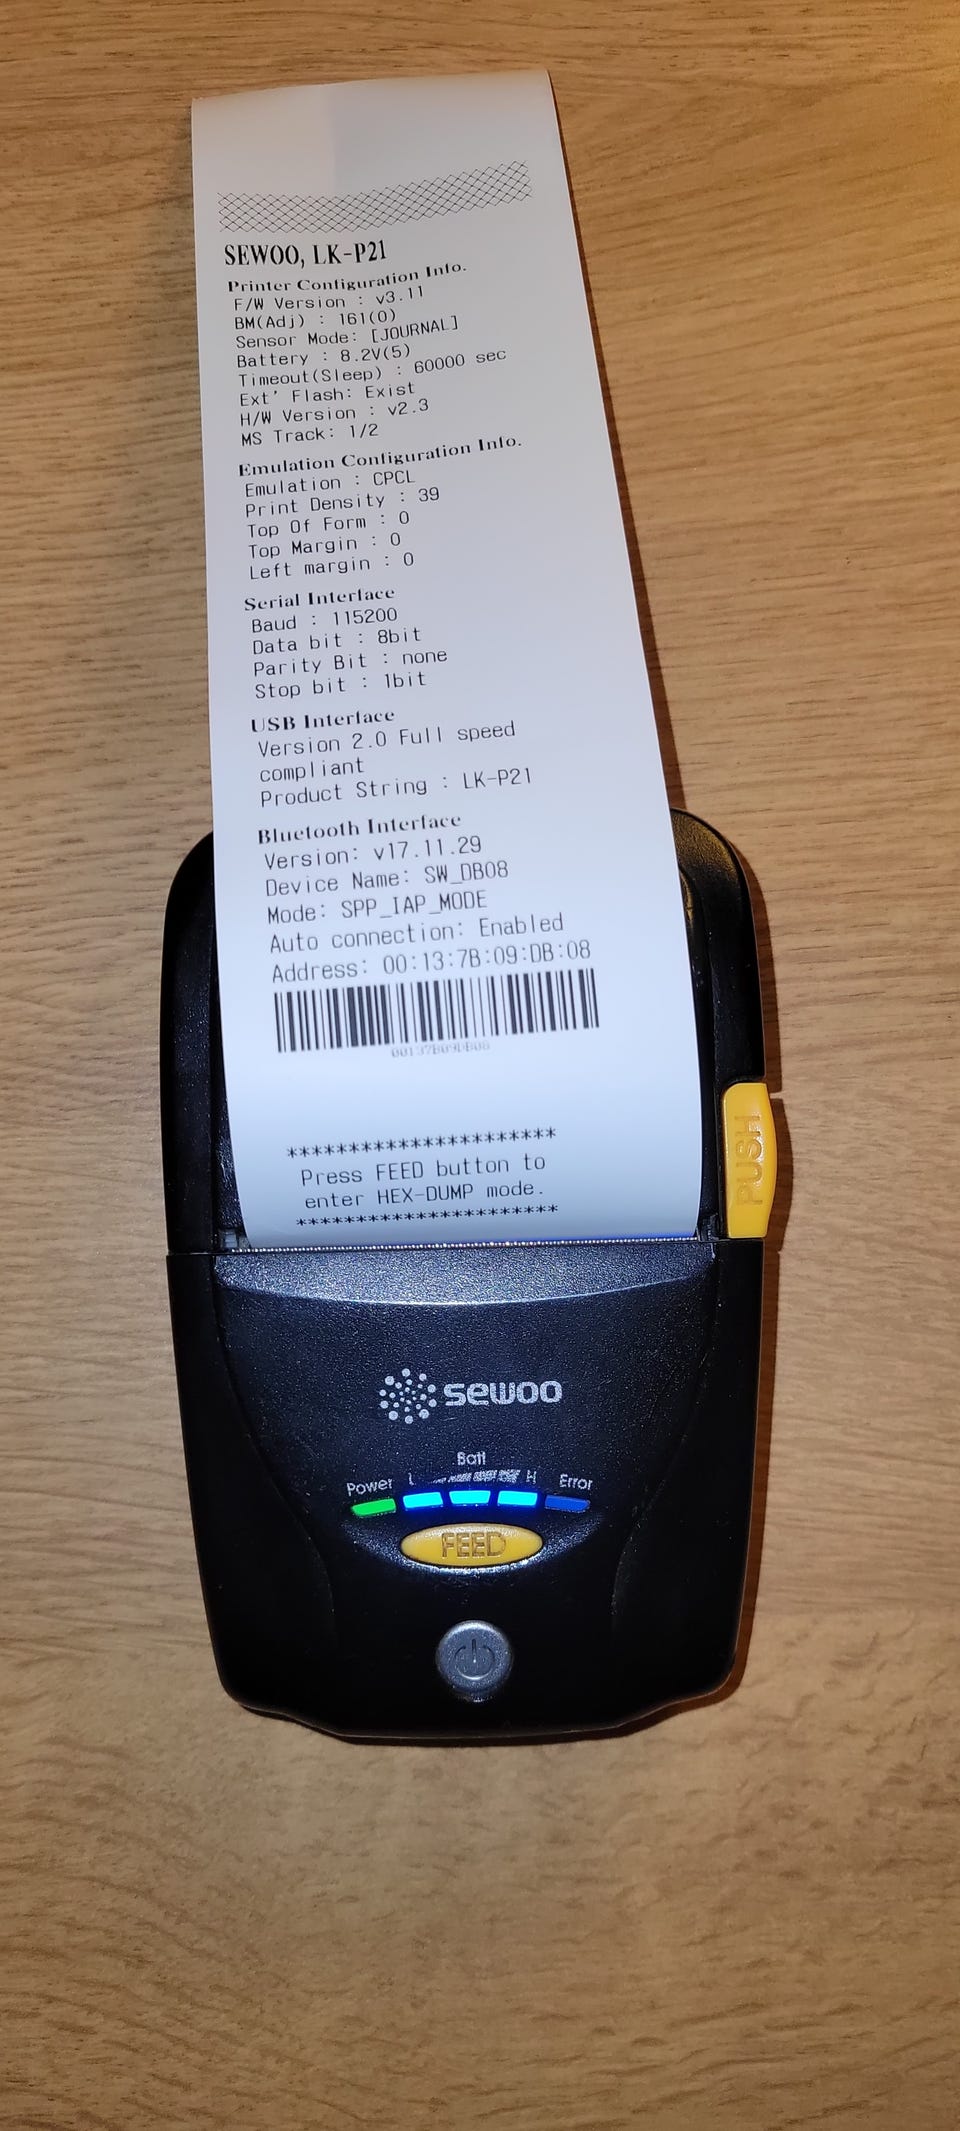 SEWOO, LK-P21
Printer Configuration Info.
F/W Version : v3.11
BM(Adj) : 161(0)
Sensor Mode: [JOURNAL]
Battery : 8.2V(5)
Timeout(Sleep) : 60000 sec
Ext' Flash: Exist
H/W Version : v2.3
MS Track: 1/2
Emulation Configuration Info.
Emulation : CPCL
Print Density : 39
Top Of Form : 0
Top Margin : 0
Left margin : 0
Serial Interface
Baud : 115200
Data bit : 8bit
Parity Bit : none
Stop bit : 1bit
USB Interface
Version 2.0 Full speed
compliant
Product String : LK-P21
Bluetooth Interface
Version: v17.11.29
Device Name: SW_DB08
Mode: SPP_IAP_MODE
Auto connection: Enabled
Address: 00:13:7B:09:DB:08
00137B09DB08
**********************
Press FEED button to
enter HEX-DUMP mode.
**********************
PUSH
sewoo
Batt
Power L H Error
FEED